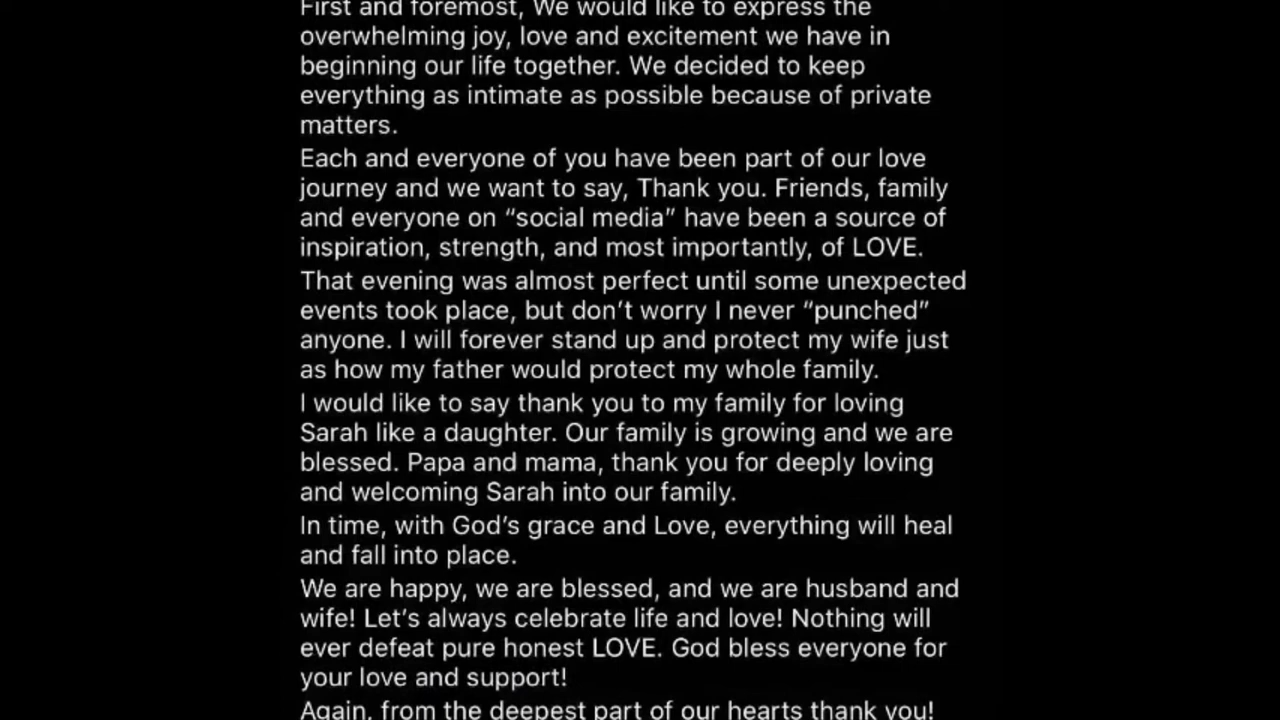 First and foremost, We would like to express the
overwhelming joy, love and excitement we have in
beginning our life together. We decided to keep
everything as intimate as possible because of private
matters.
Each and everyone of you have been part of our love
journey and we want to say, Thank you. Friends, family
and everyone on “social media” have been a source of
inspiration, strength, and most importantly, of LOVE.
That evening was almost perfect until some unexpected
events took place, but don’t worry I never “punched”
anyone. I will forever stand up and protect my wife just
as how my father would protect my whole family.
I would like to say thank you to my family for loving
Sarah like a daughter. Our family is growing and we are
blessed. Papa and mama, thank you for deeply loving
and welcoming Sarah into our family.
In time, with God’s grace and Love, everything will heal
and fall into place.
We are happy, we are blessed, and we are husband and
wife! Let’s always celebrate life and love! Nothing will
ever defeat pure honest LOVE. God bless everyone for
your love and support!
Again, from the deepest part of our hearts thank you!